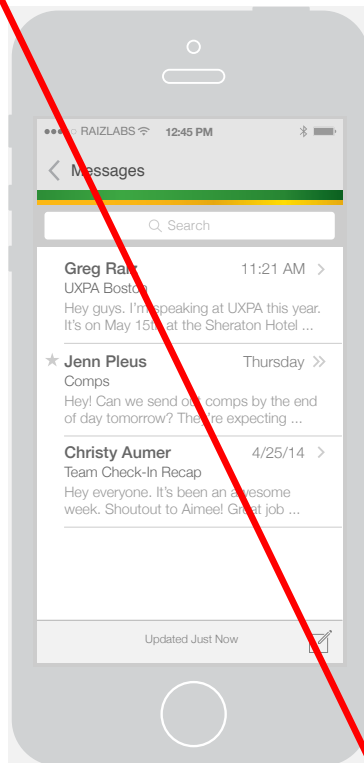 RAIZLABS 12:45 PM
Messages
Search
Greg Raiz 11:21 AM
UXPA Boston
Hey guys. I'm speaking at UXPA this year.
It's on May 15th at the Sheraton Hotel ...
Jenn Pleus Thursday
Comps
Hey! Can we send out comps by the end
of day tomorrow? They're expecting ...
Christy Aumer 4/25/14
Team Check-In Recap
Hey everyone. It's been an awesome
week. Shoutout to Aimee! Great job ...
Updated Just Now